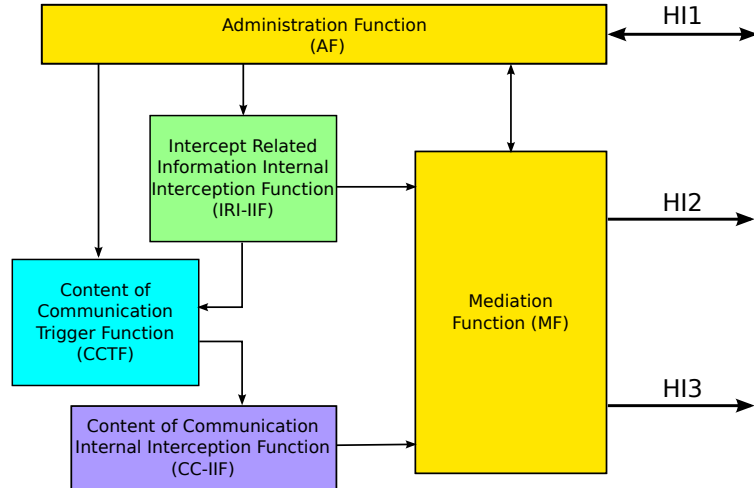 Administration Function
(AF)
HI1
Intercept Related
Information Internal
Interception Function
(IRI-IIF)
HI2
Content of
Communication
Trigger Function
(CCTF)
Mediation
Function (MF)
HI3
Content of Communication
Internal Interception Function
(CC-IIF)